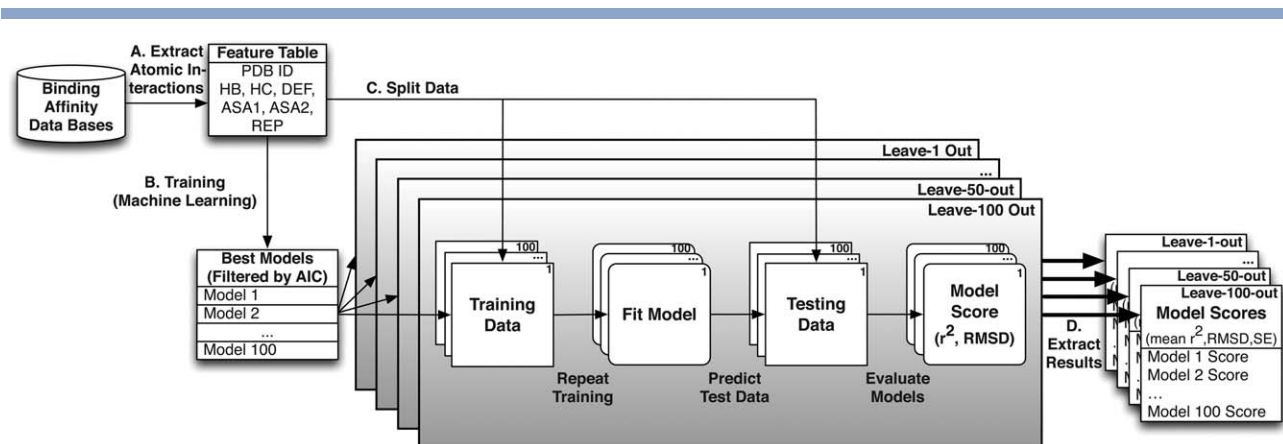 A. Extract
Atomic In-
teractions
Binding
Affinity
Data Bases
Feature Table
PDB ID
HB, HC, DEF,
ASA1, ASA2,
REP
C. Split Data
B. Training
(Machine Learning)
Best Models
(Filtered by AIC)
Model 1
Model 2
...
Model 100
Leave-1 Out
...
Leave-50-out
Leave-100 Out
100
...
1
Training
Data
Repeat
Training
100
...
1
Fit Model
Predict
Test Data
100
...
1
Testing
Data
Evaluate
Models
100
...
1
Model
Score
(r², RMSD)
D.
Extract
Results
Leave-1-out
...
Leave-50-out
Leave-100-out
Model Scores
(mean r²,RMSD,SE)
Model 1 Score
Model 2 Score
...
Model 100 Score